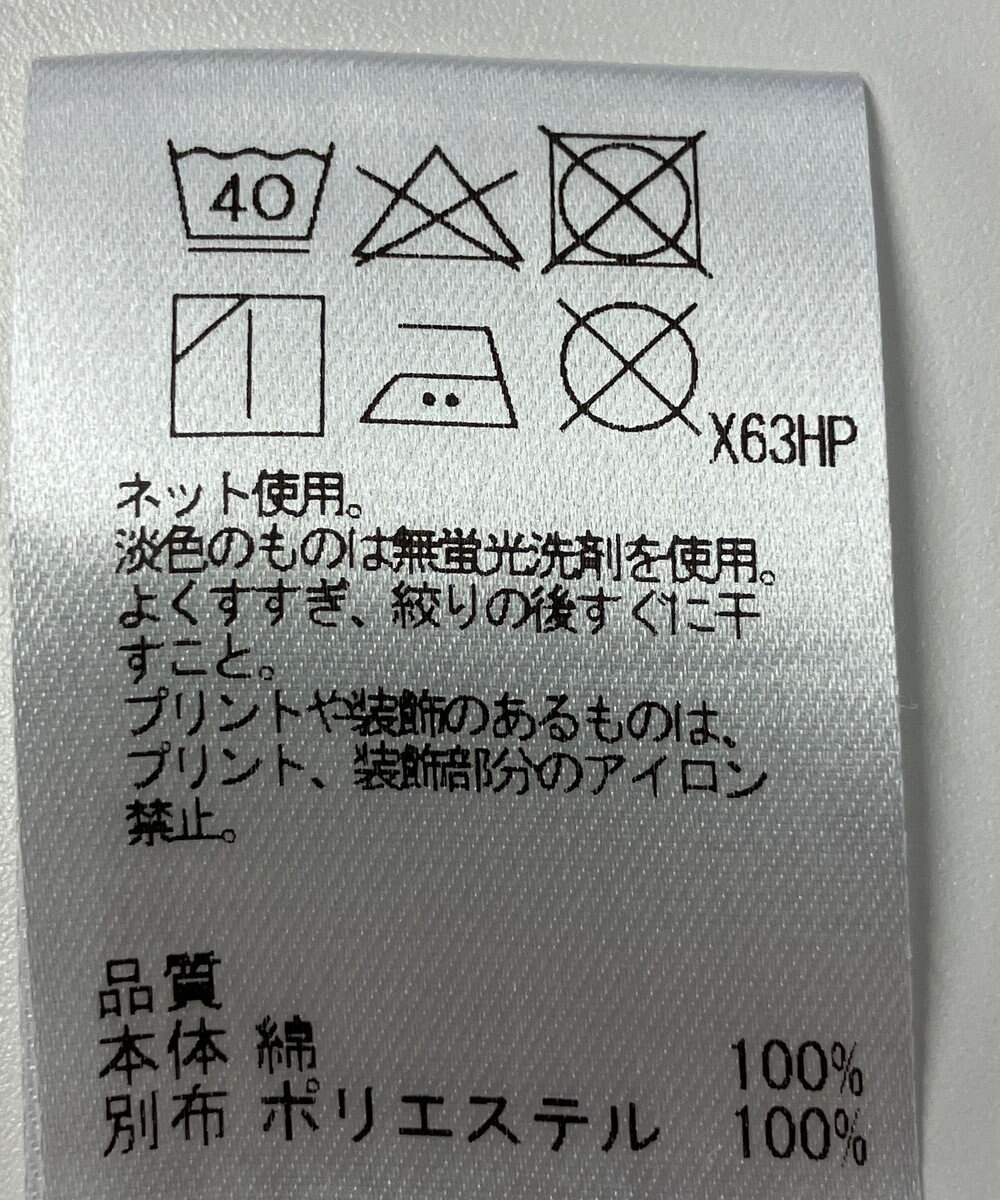 40
X63HP
ネット使用。
淡色のものは無蛍光洗剤を使用。
よくすすぎ、絞りの後すぐに干
すこと。
プリントや装飾のあるものは、
プリント、装飾部分のアイロン
禁止。
品質
本体 綿 100%
別布 ポリエステル 100%